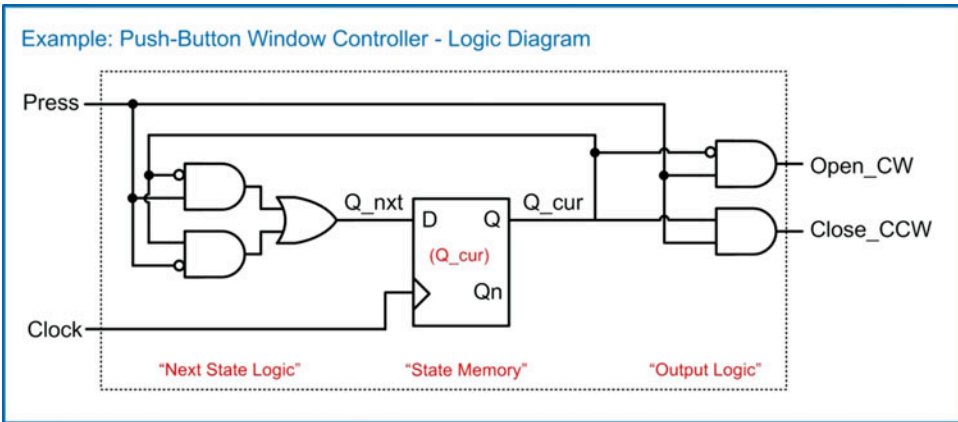 Example: Push-Button Window Controller - Logic Diagram
Press
Open_CW
Q_nxt
Q_cur
D
Q
Close_CCW
(Q_cur)
Qn
Clock
“Next State Logic”
“State Memory”
“Output Logic”